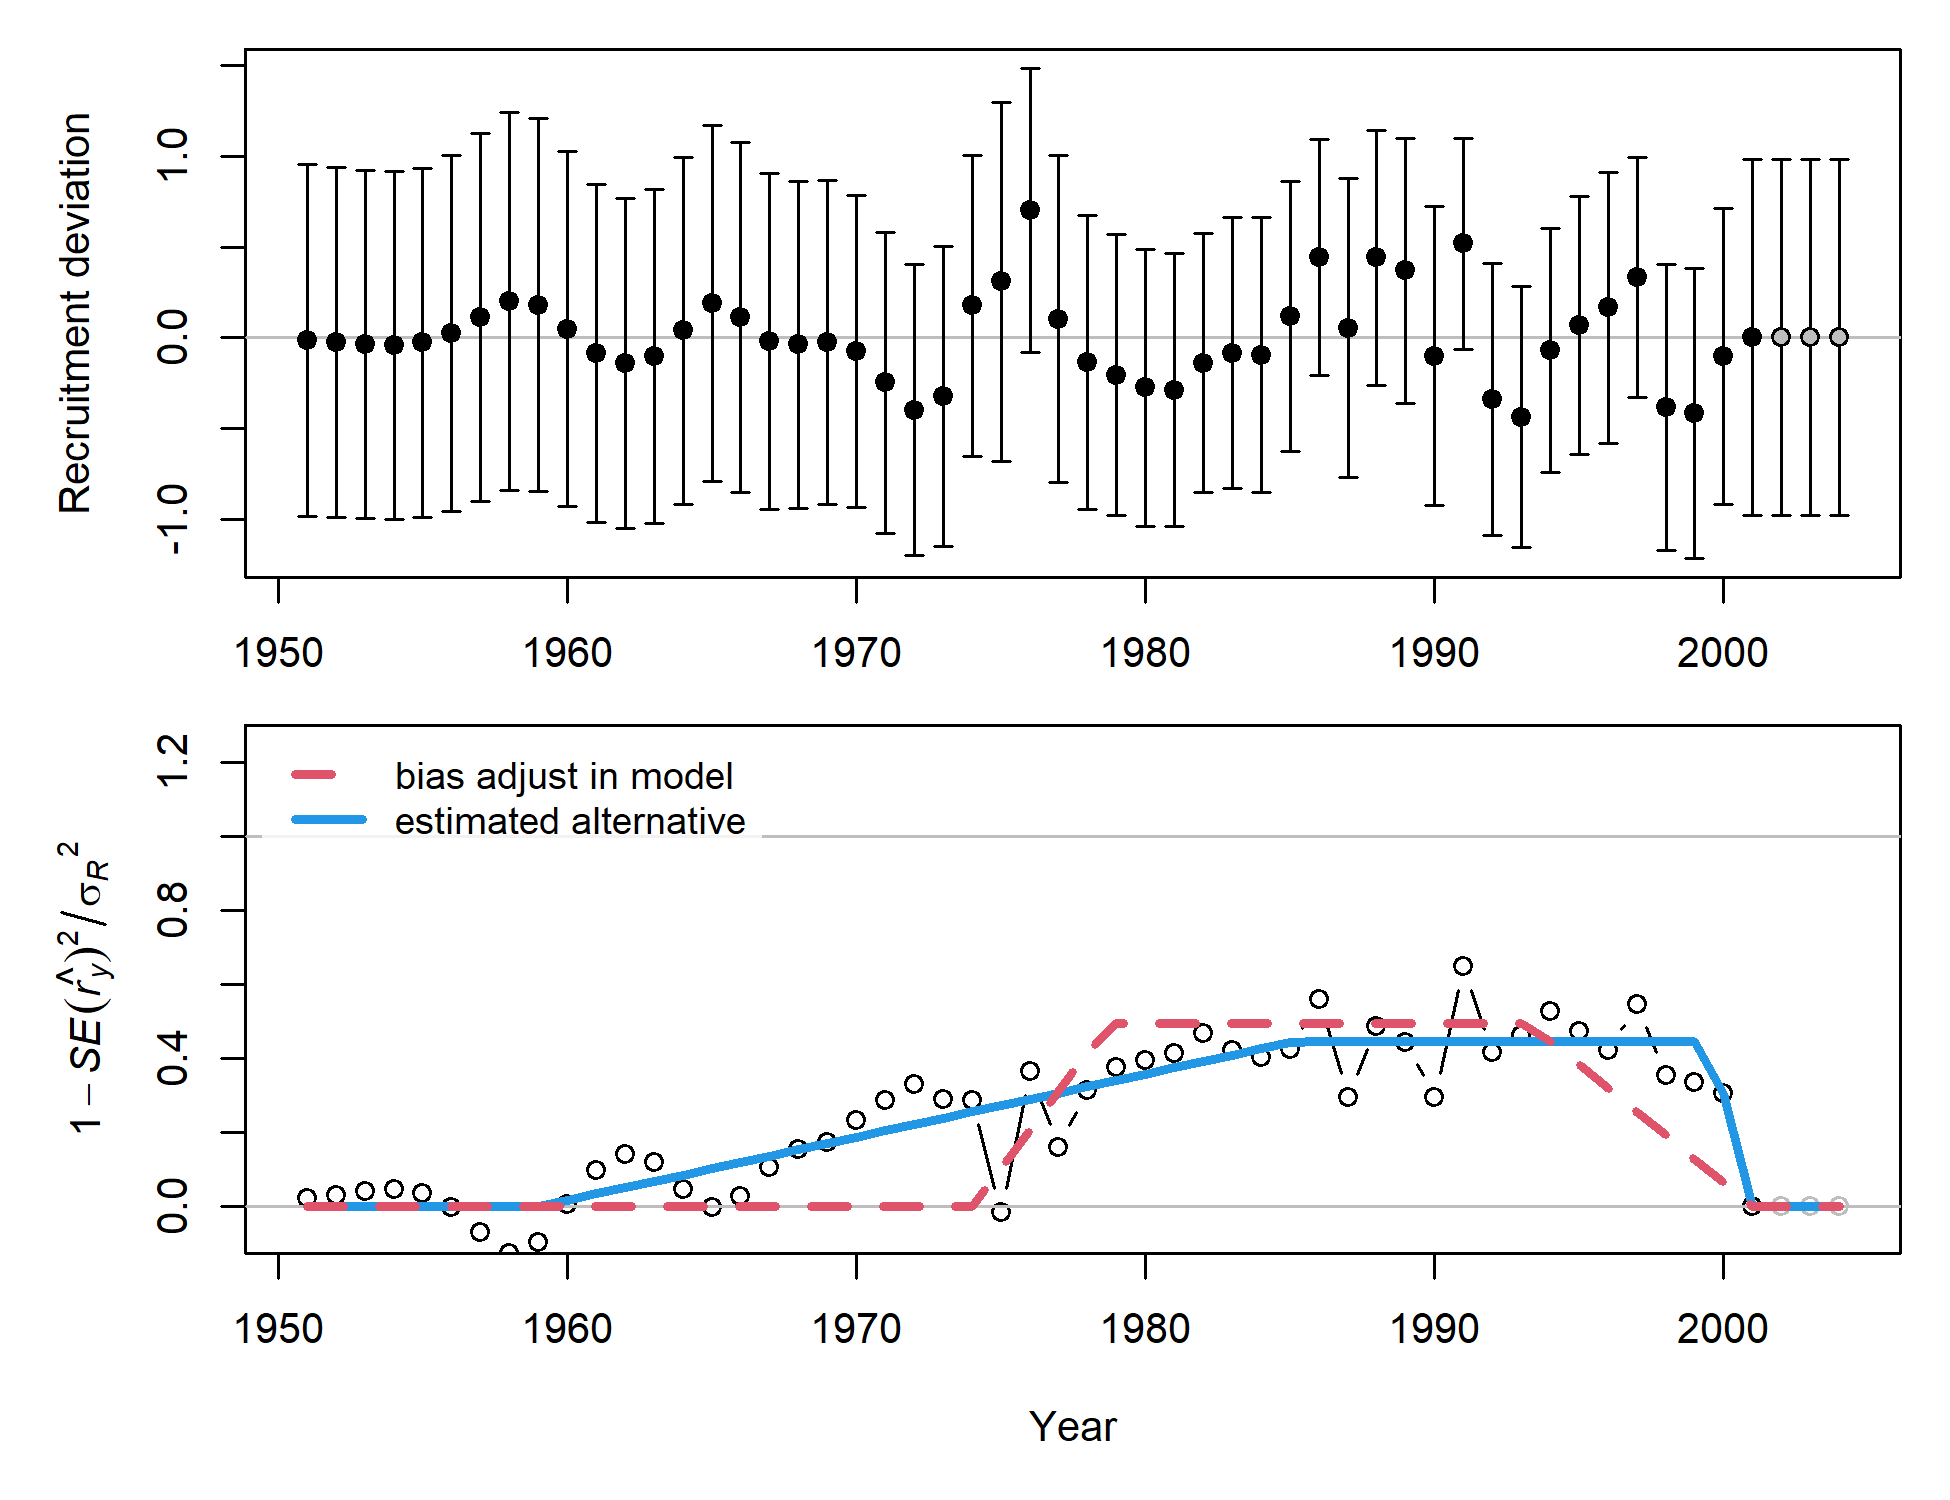 Recruitment deviation
1.0
0.0
-1.0
1950 1960 1970 1980 1990 2000
bias adjust in model
estimated alternative
1 − SE(r̂_y)² / σ_R²
1.2
0.8
0.4
0.0
1950 1960 1970 1980 1990 2000
Year